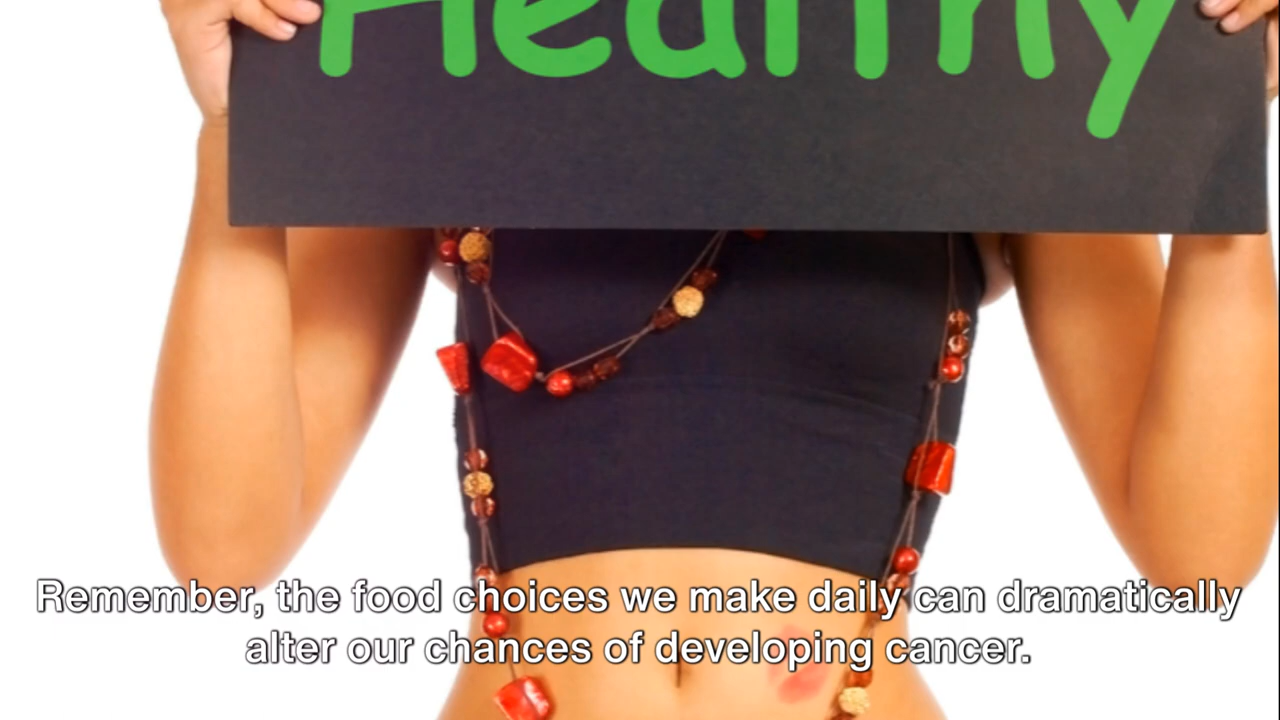 Healthy
Remember, the food choices we make daily can dramatically
alter our chances of developing cancer.